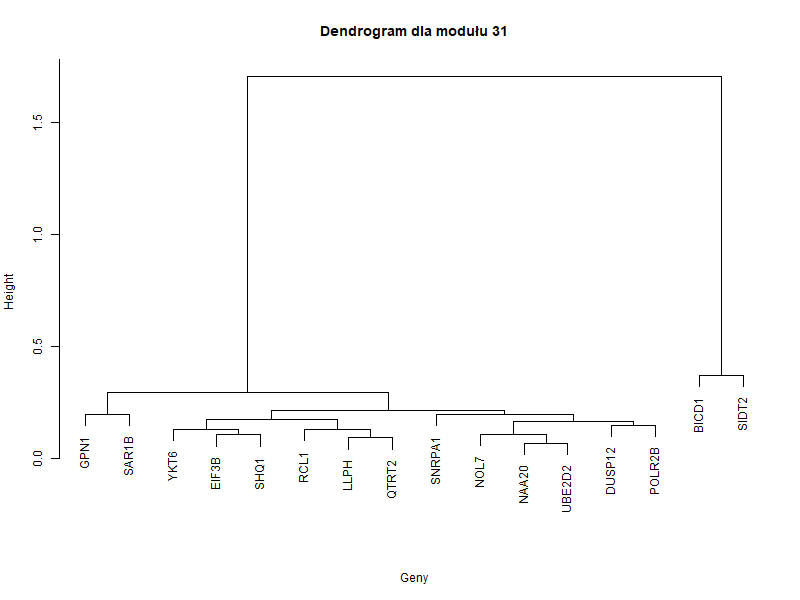 Dendrogram dla modułu 31
Height
0.0
0.5
1.0
1.5
GPN1
SAR1B
YKT6
EIF3B
SHQ1
RCL1
LLPH
QTRT2
SNRPA1
NOL7
NAA20
UBE2D2
DUSP12
POLR2B
BICD1
SIDT2
Geny